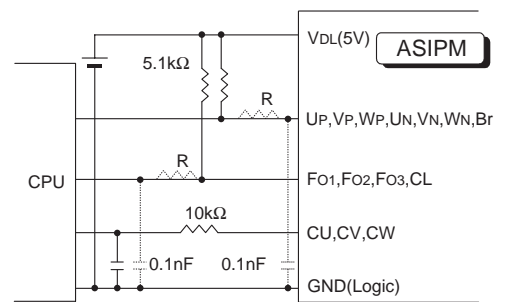 VDL(5V)
ASIPM
5.1kΩ
R
UP,VP,WP,UN,VN,WN,Br
R
CPU
FO1,FO2,FO3,CL
10kΩ
CU,CV,CW
0.1nF
0.1nF
GND(Logic)